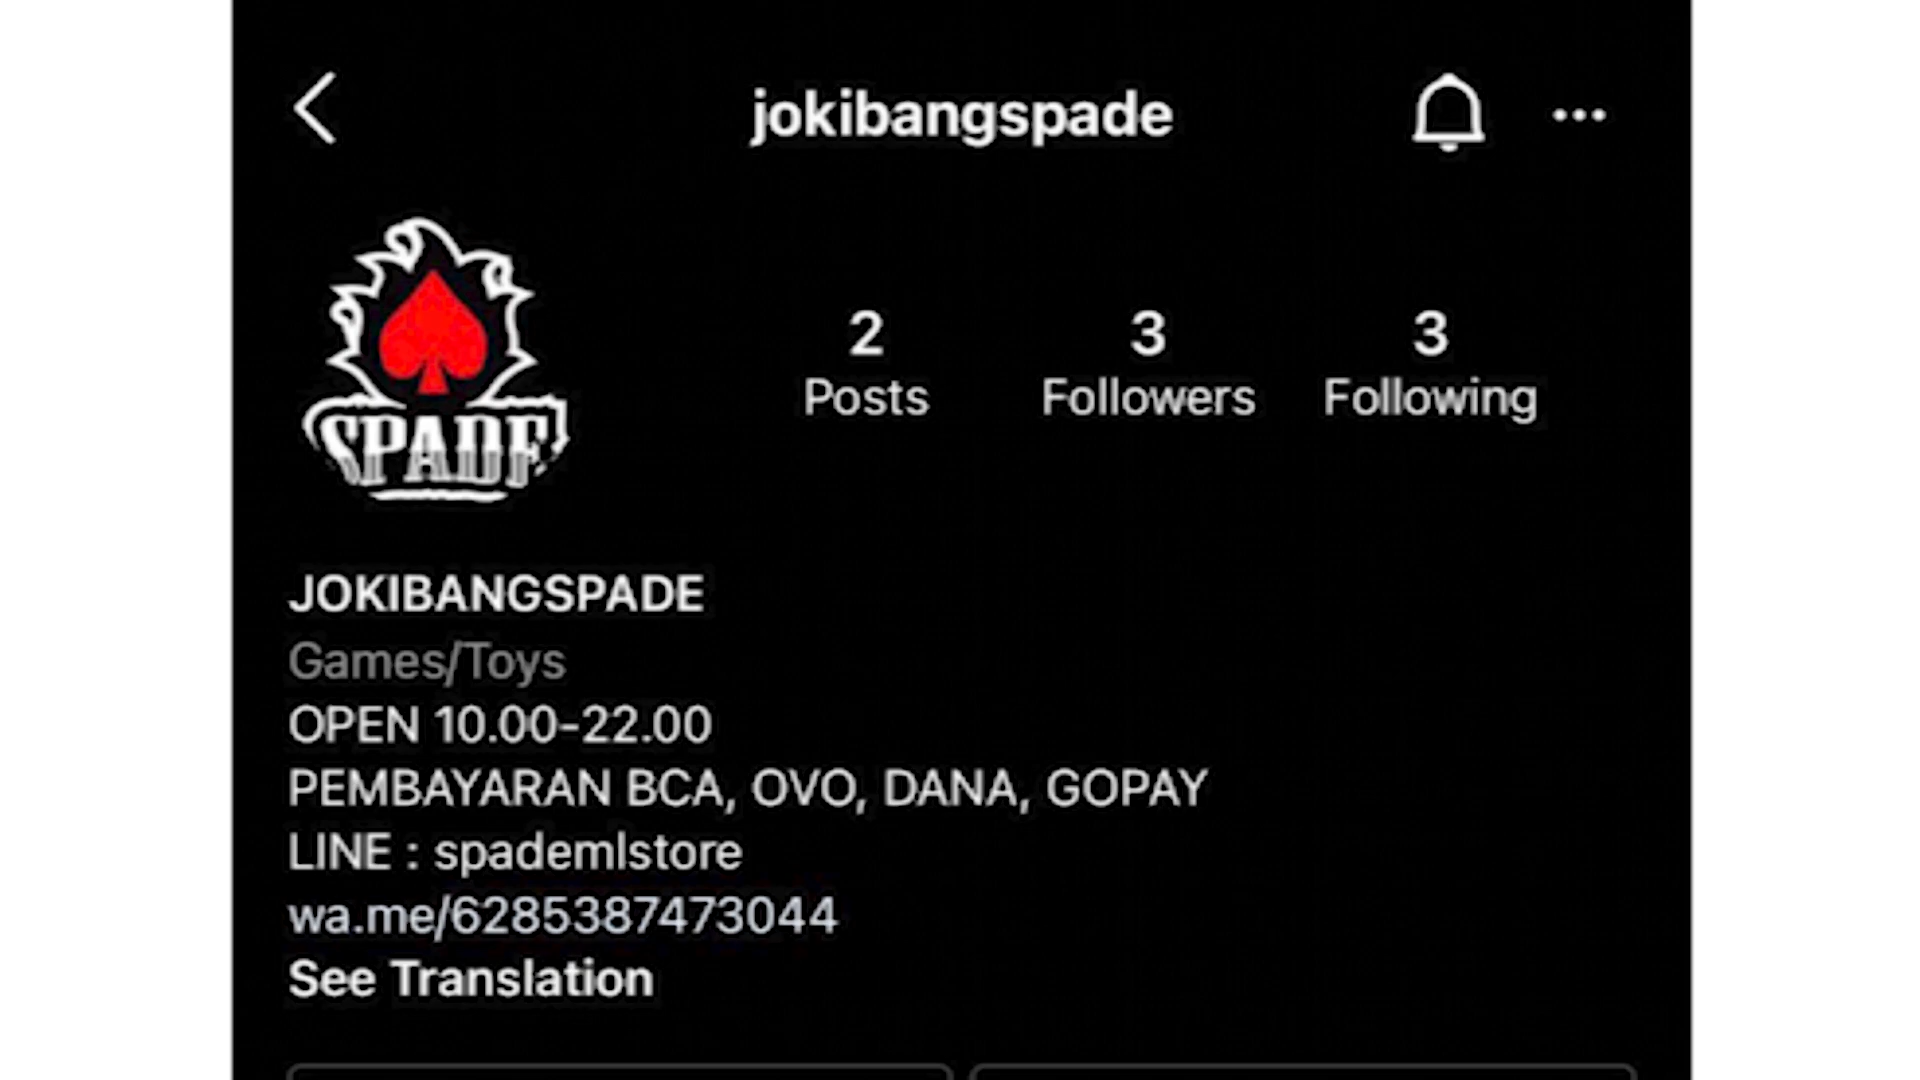 jokibangspade
SPADE
2 3 3
Posts Followers Following
JOKIBANGSPADE
Games/Toys
OPEN 10.00-22.00
PEMBAYARAN BCA, OVO, DANA, GOPAY
LINE : spademlstore
wa.me/6285387473044
See Translation